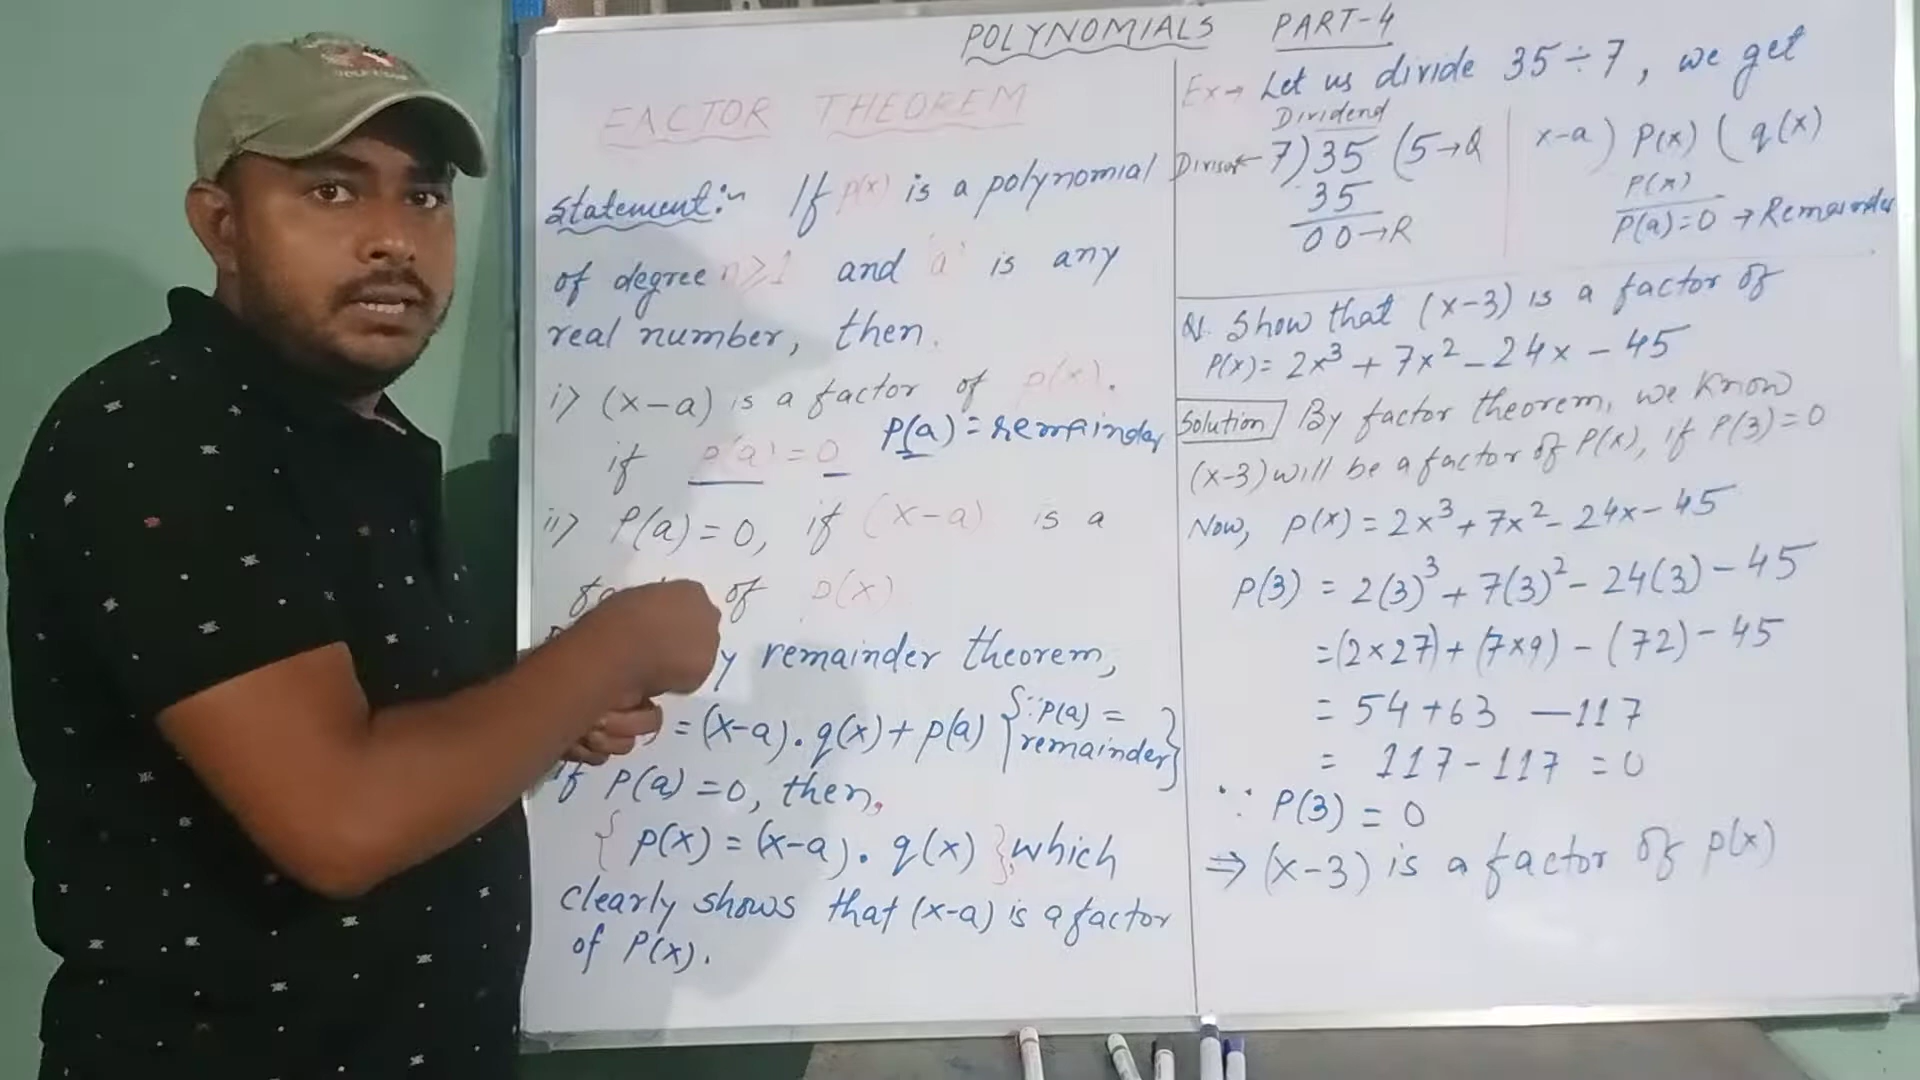 POLYNOMIALS PART-4
FACTOR THEOREM
Statement:~ If p(x) is a polynomial
of degree n≥1 and 'a' is any
real number, then.
i> (x-a) is a factor of p(x).
if p(a) = 0 P(a) = remainder
ii> P(a)=0, if (x-a) is a
of p(x)
remainder theorem,
=(x-a). q(x)+ p(a) {∵p(a) =
remainder}
if P(a) =0, then,
{ p(x) = (x-a). q(x) }, which
clearly shows that (x-a) is a factor
of P(x).
Ex→ Let us divide 35÷7, we get
Dividend
Divisor← 7)35 (5→Q
35
00→R
x-a) P(x) ( q(x)
P(x)
P(a)=0 → Remainder
Q1. Show that (x-3) is a factor of
P(x)= 2x³ + 7x² - 24x - 45
Solution By factor theorem, we know
(x-3) will be a factor of P(x), if P(3)=0
Now, p(x) = 2x³+7x²-24x-45
P(3) = 2(3)³+7(3)²-24(3)-45
=(2×27)+(7×9) - (72)-45
= 54+63 -117
= 117-117 =0
∵ P(3) = 0
⇒ (x-3) is a factor of p(x)